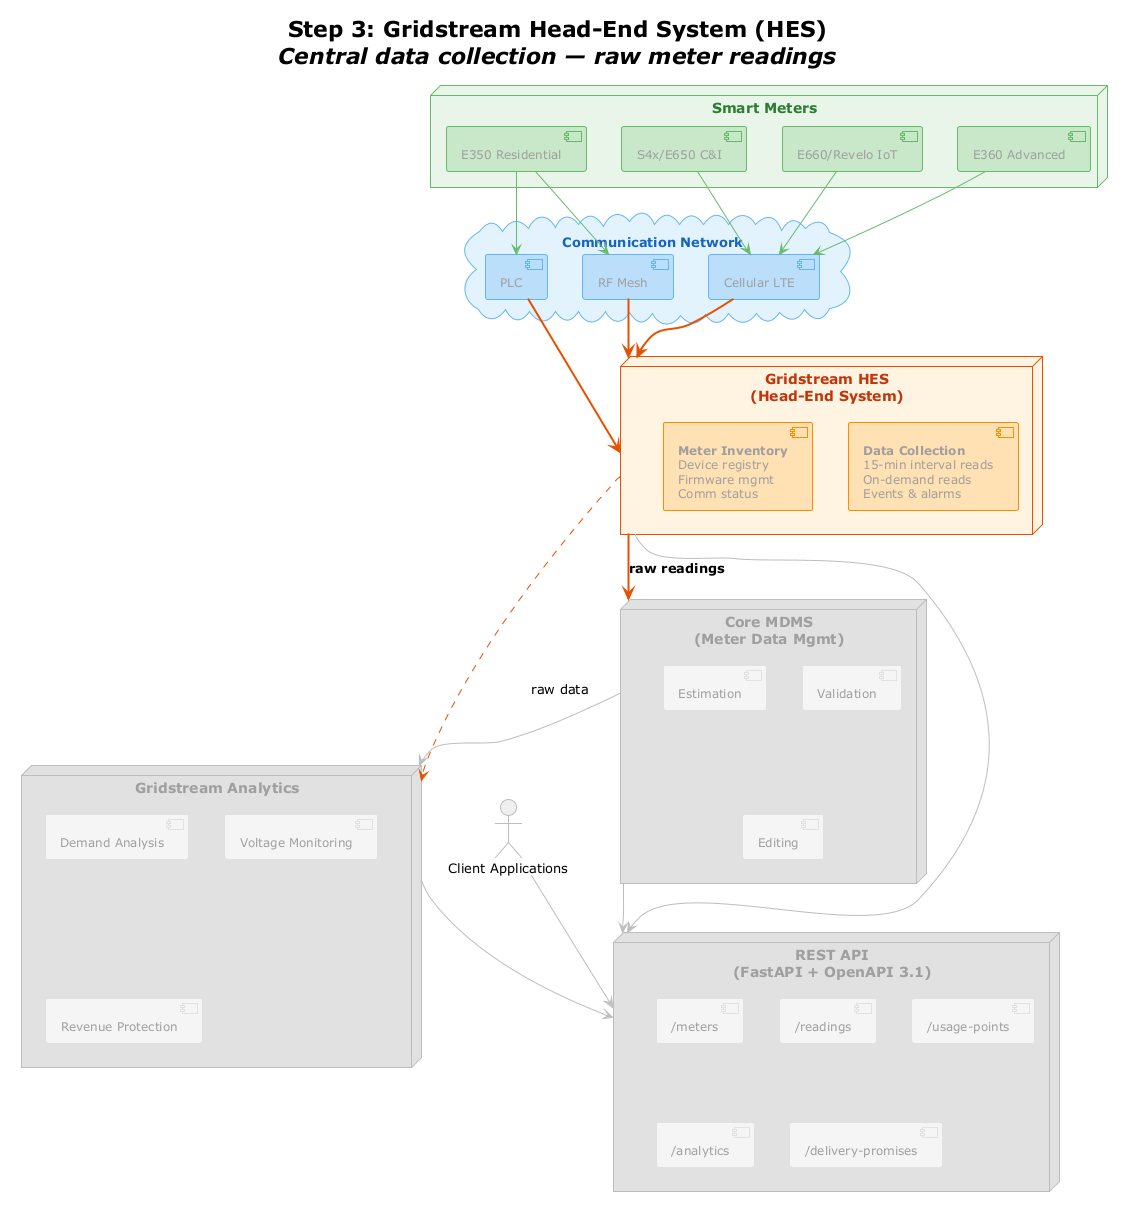 Step 3: Gridstream Head-End System (HES)
Central data collection — raw meter readings
Smart Meters
E350 Residential
S4x/E650 C&I
E660/Revelo IoT
E360 Advanced
Communication Network
PLC
RF Mesh
Cellular LTE
Gridstream HES
(Head-End System)
Meter Inventory
Device registry
Firmware mgmt
Comm status
Data Collection
15-min interval reads
On-demand reads
Events & alarms
raw readings
Core MDMS
(Meter Data Mgmt)
Estimation
Validation
Editing
raw data
Gridstream Analytics
Demand Analysis
Voltage Monitoring
Revenue Protection
Client Applications
REST API
(FastAPI + OpenAPI 3.1)
/meters
/readings
/usage-points
/analytics
/delivery-promises